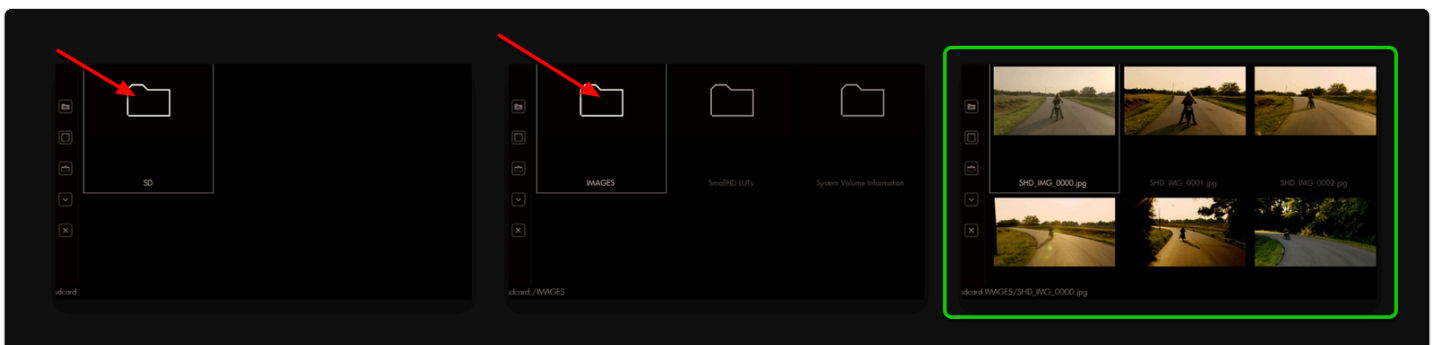 SD
sdcard:
IMAGES
SmallHD LUTs
System Volume Information
sdcard:/IMAGES
SHD_IMG_0000.jpg
SHD_IMG_0001.jpg
SHD_IMG_0002.jpg
sdcard:IMAGES/SHD_IMG_0000.jpg